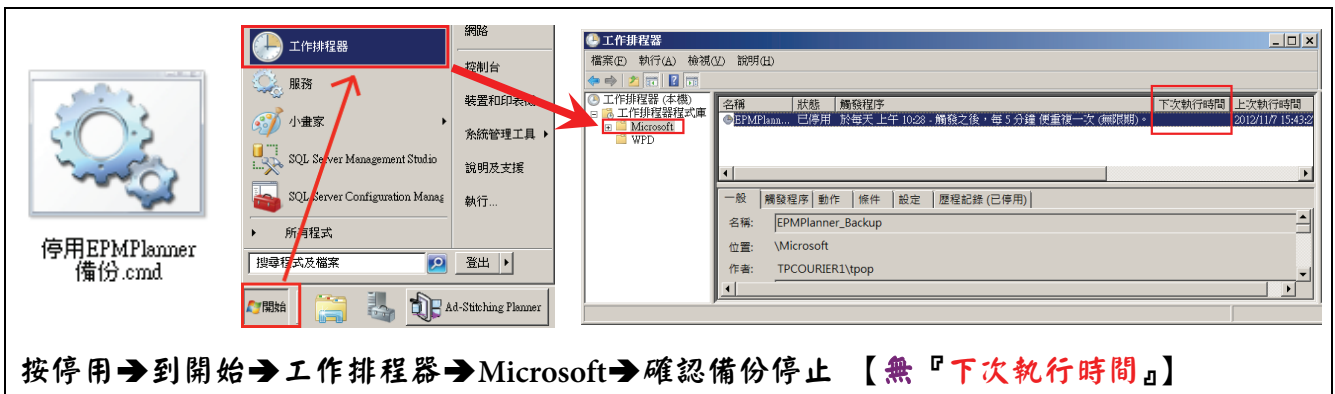 停用EPMPlanner
備份.cmd
工作排程器
服務
小畫家
SQL Server Management Studio
SQL Server Configuration Manag
所有程式
搜尋程式及檔案
開始
網路
控制台
裝置和印表機
系統管理工具
說明及支援
執行...
登出
Ad-Stitching Planner
工作排程器
檔案(F) 執行(A) 檢視(V) 說明(H)
工作排程器 (本機)
工作排程器程式庫
Microsoft
WPD
名稱 狀態 觸發程序 下次執行時間 上次執行時間
EPMPlann... 已停用 於每天 上午 10:28 - 觸發之後，每 5 分鐘 便重複一次 (無限期)。 2012/11/7 15:43:2
一般 觸發程序 動作 條件 設定 歷程記錄 (已停用)
名稱: EPMPlanner_Backup
位置: \Microsoft
作者: TPCOURIER1\tpop
按停用→到開始→工作排程器→Microsoft→確認備份停止 【無『下次執行時間』】